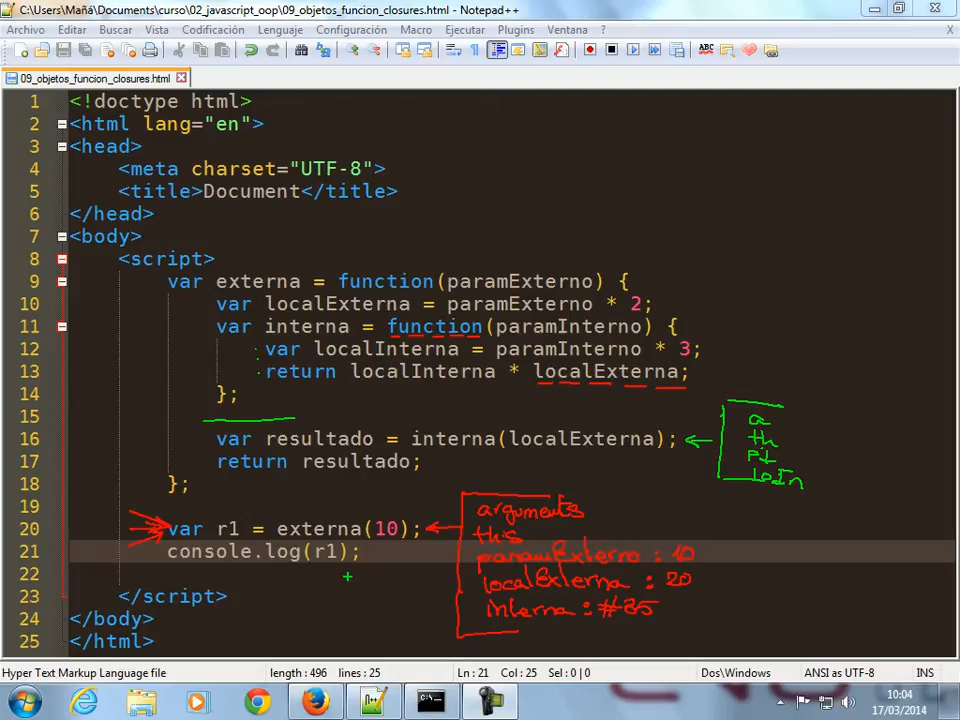 C:\Users\Mañá\Documents\curso\02_javascript_oop\09_objetos_funcion_closures.html - Notepad++
Archivo Editar Buscar Vista Codificación Lenguaje Configuración Macro Ejecutar Plugins Ventana ? X
09_objetos_funcion_closures.html
1 <!doctype html>
2 <html lang="en">
3 <head>
4 <meta charset="UTF-8">
5 <title>Document</title>
6 </head>
7 <body>
8 <script>
9 var externa = function(paramExterno) {
10 var localExterna = paramExterno * 2;
11 var interna = function(paramInterno) {
12 var localInterna = paramInterno * 3;
13 return localInterna * localExterna;
14 };
15
16 var resultado = interna(localExterna);
17 return resultado;
18 };
19
20 var r1 = externa(10);
21 console.log(r1);
22
23 </script>
24 </body>
25 </html>
a
th
PI
loIn
arguments
this
paramExterno : 10
localExterna : 20
interna : #35
Hyper Text Markup Language file length : 496 lines : 25 Ln : 21 Col : 25 Sel : 0 | 0 Dos\Windows ANSI as UTF-8 INS
10:04
17/03/2014